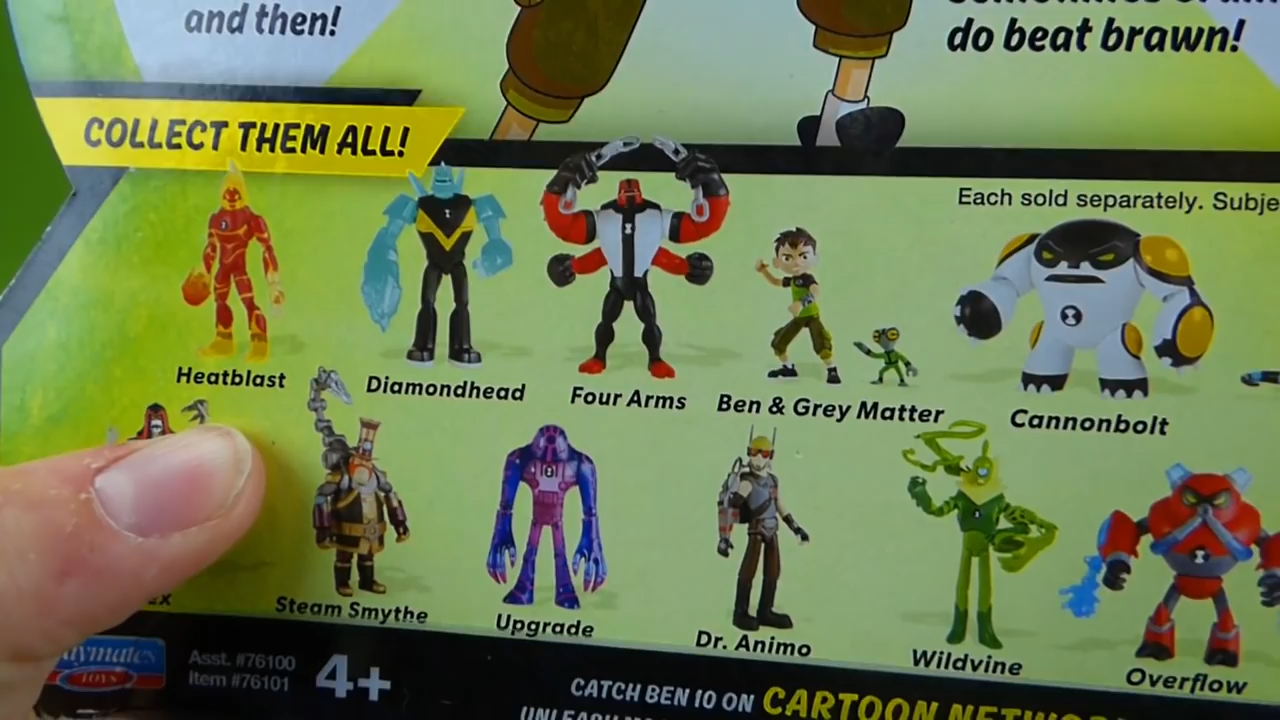 and then!
do beat brawn!
COLLECT THEM ALL!
Each sold separately.
Heatblast
Diamondhead
Four Arms
Ben & Grey Matter
Cannonbolt
Steam Smythe
Upgrade
Dr. Animo
Wildvine
Overflow
TOYS
Asst. #76100
Item #76101
4+
CATCH BEN 10 ON CARTOON